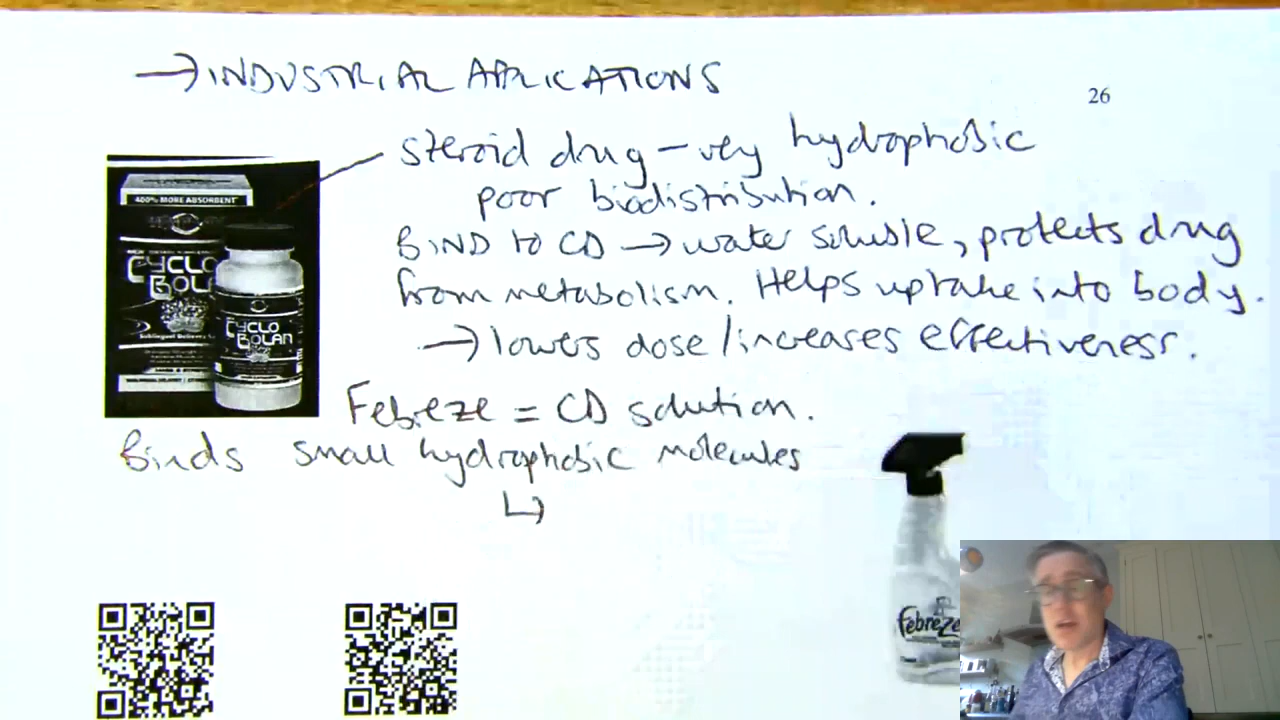 → INDUSTRIAL APPLICATIONS
26
steroid drug - very hydrophobic
poor biodistribution.
BIND to CD → water soluble, protects drug
from metabolism. Helps uptake into body.
→ lowers dose / increases effectiveness.
400% MORE ABSORBENT
CYCLO
BOLAN
CYCLO
BOLAN
Febreze = CD solution.
Binds small hydrophobic molecules
Febreze